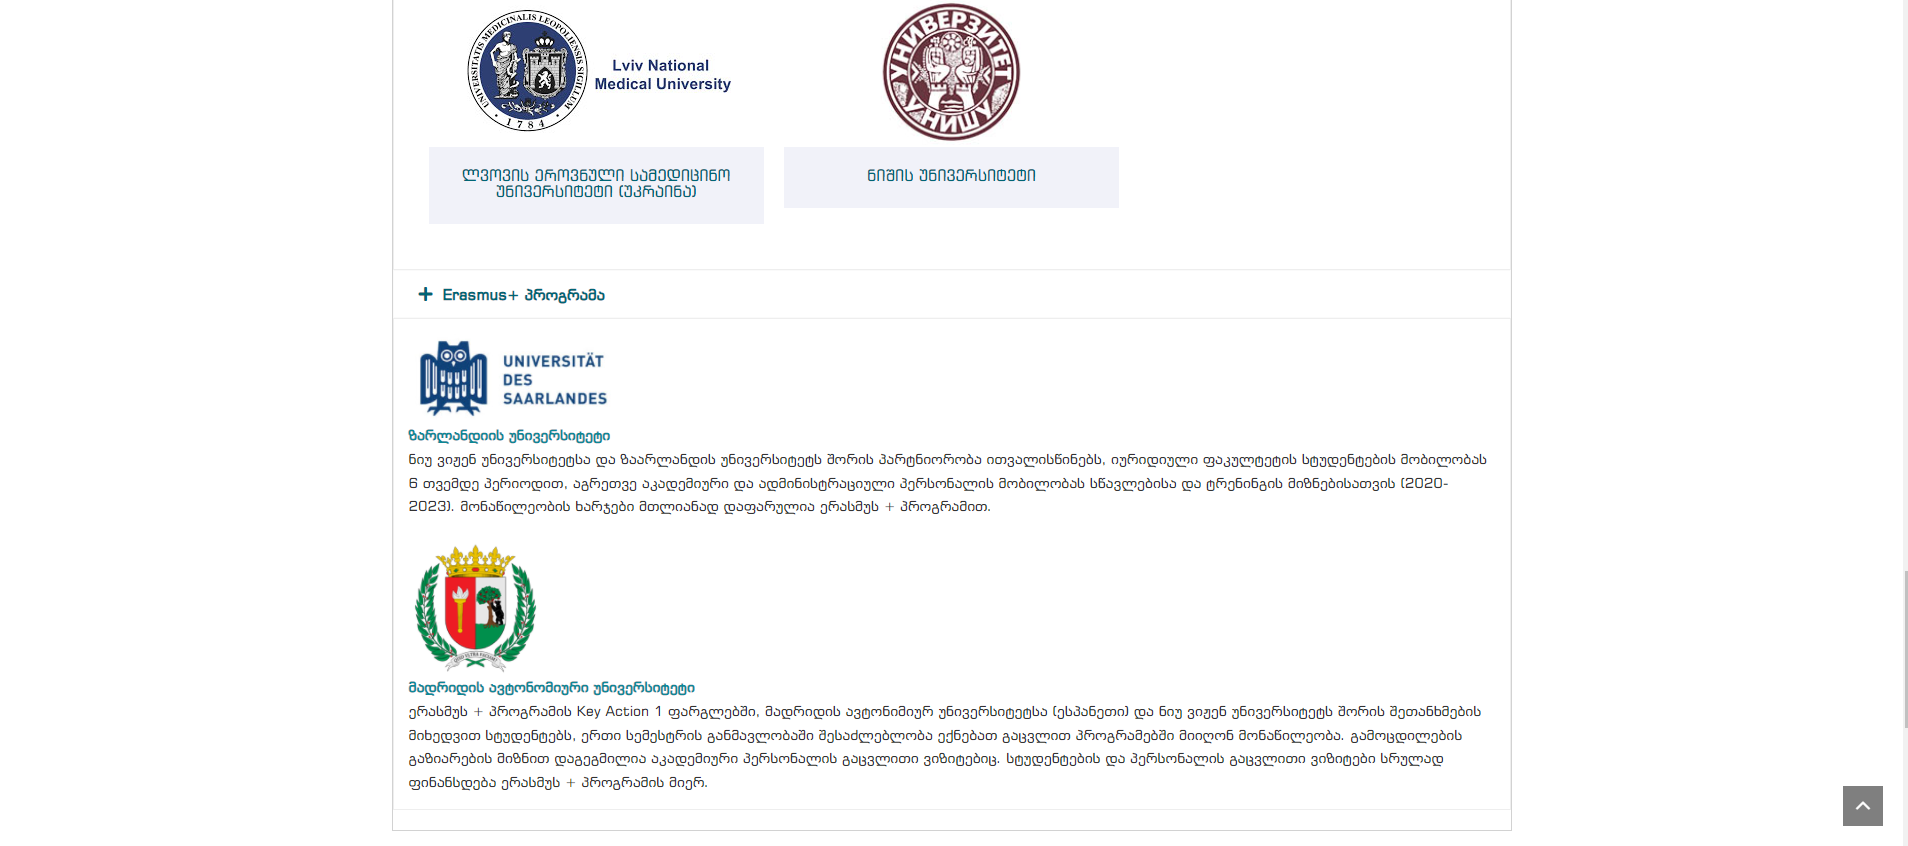 UNIVERSITATIS MEDICINALIS LEOPOLIENSIS SIGILLUM
1784
Lviv National
Medical University
УНИВЕРЗИТЕТ
У НИШУ
ლვოვის ეროვნული სამედიცინო
უნივერსიტეტი (უკრაინა)
ნიშის უნივერსიტეტი
Erasmus+ პროგრამა
UNIVERSITÄT
DES
SAARLANDES
ზარლანდიის უნივერსიტეტი
ნიუ ვიჟენ უნივერსიტეტსა და ზაარლანდის უნივერსიტეტს შორის პარტნიორობა ითვალისწინებს, იურიდიული ფაკულტეტის სტუდენტების მობილობას
6 თვემდე პერიოდით, აგრეთვე აკადემიური და ადმინისტრაციული პერსონალის მობილობას სწავლებისა და ტრენინგის მიზნებისათვის (2020-
2023). მონაწილეობის ხარჯები მთლიანად დაფარულია ერასმუს + პროგრამით.
მადრიდის ავტონომიური უნივერსიტეტი
ერასმუს + პროგრამის Key Action 1 ფარგლებში, მადრიდის ავტონიმიურ უნივერსიტეტსა (ესპანეთი) და ნიუ ვიჟენ უნივერსიტეტს შორის შეთანხმების
მიხედვით სტუდენტებს, ერთი სემესტრის განმავლობაში შესაძლებლობა ექნებათ გაცვლით პროგრამებში მიიღონ მონაწილეობა. გამოცდილების
გაზიარების მიზნით დაგეგმილია აკადემიური პერსონალის გაცვლითი ვიზიტებიც. სტუდენტების და პერსონალის გაცვლითი ვიზიტები სრულად
ფინანსდება ერასმუს + პროგრამის მიერ.